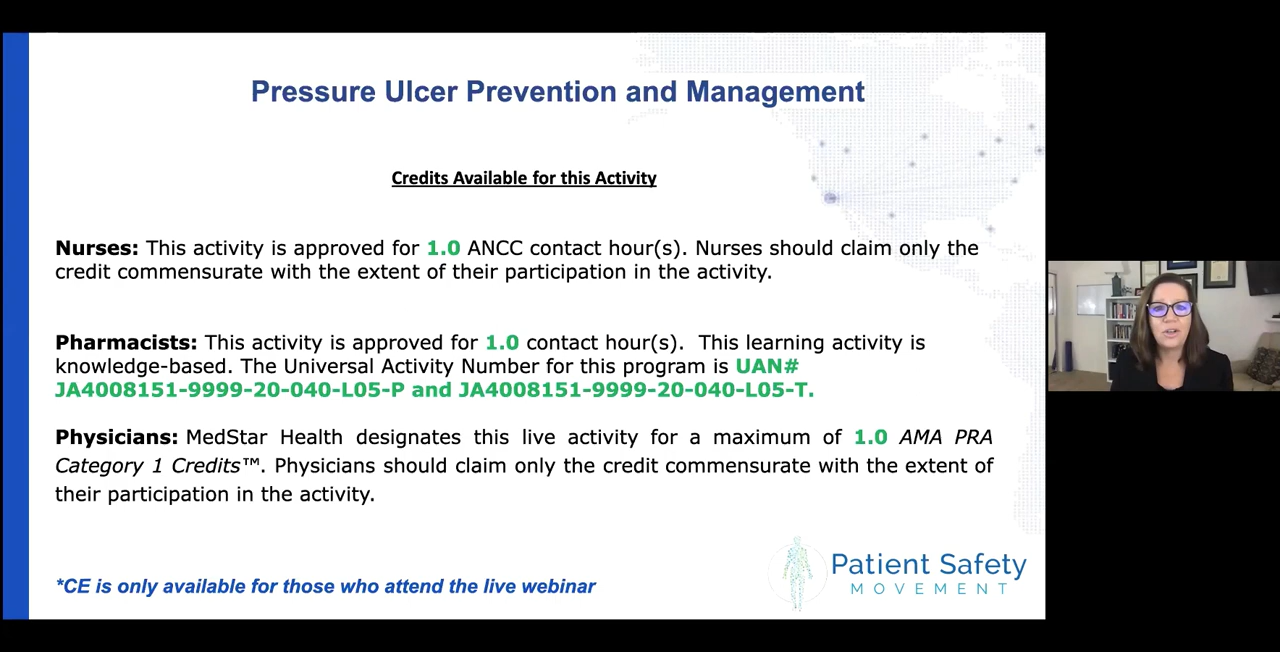 Pressure Ulcer Prevention and Management
Credits Available for this Activity
Nurses: This activity is approved for 1.0 ANCC contact hour(s). Nurses should claim only the
credit commensurate with the extent of their participation in the activity.
Pharmacists: This activity is approved for 1.0 contact hour(s). This learning activity is
knowledge-based. The Universal Activity Number for this program is UAN#
JA4008151-9999-20-040-L05-P and JA4008151-9999-20-040-L05-T.
Physicians: MedStar Health designates this live activity for a maximum of 1.0 AMA PRA
Category 1 Credits™. Physicians should claim only the credit commensurate with the extent of
their participation in the activity.
*CE is only available for those who attend the live webinar
Patient Safety
MOVEMENT